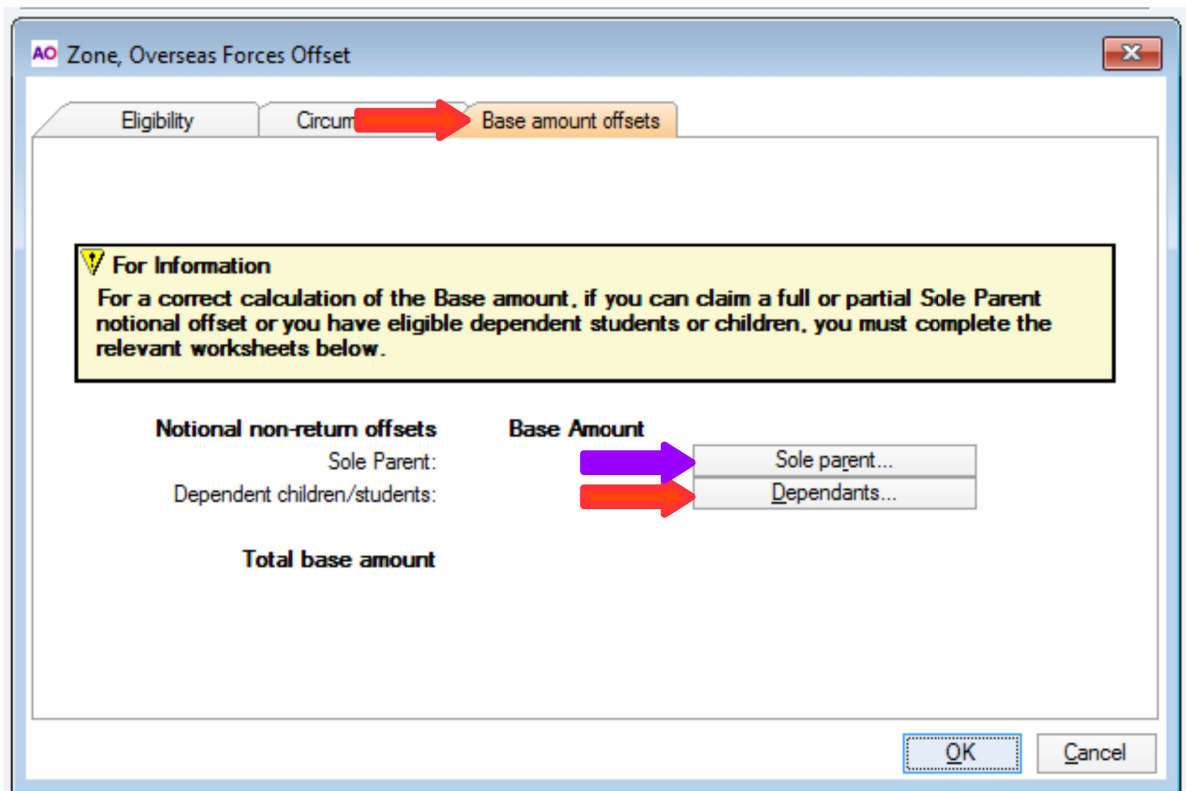 AO Zone, Overseas Forces Offset
Eligibility Base amount offsets
For Information
For a correct calculation of the Base amount, if you can claim a full or partial Sole Parent
notional offset or you have eligible dependent students or children, you must complete the
relevant worksheets below.
Notional non-return offsets Base Amount
Sole Parent: Sole parent...
Dependent children/students: Dependants...
Total base amount
OK Cancel